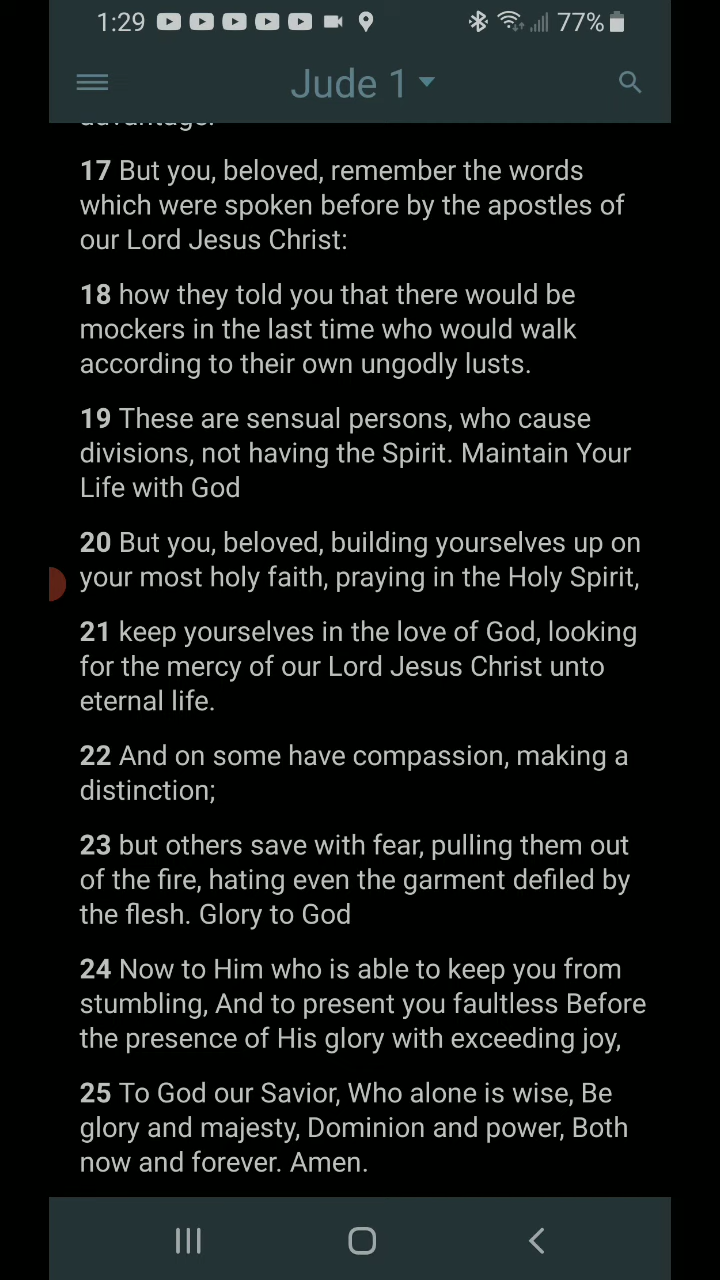 1:29 77%
Jude 1
advantage.
17 But you, beloved, remember the words
which were spoken before by the apostles of
our Lord Jesus Christ:
18 how they told you that there would be
mockers in the last time who would walk
according to their own ungodly lusts.
19 These are sensual persons, who cause
divisions, not having the Spirit. Maintain Your
Life with God
20 But you, beloved, building yourselves up on
your most holy faith, praying in the Holy Spirit,
21 keep yourselves in the love of God, looking
for the mercy of our Lord Jesus Christ unto
eternal life.
22 And on some have compassion, making a
distinction;
23 but others save with fear, pulling them out
of the fire, hating even the garment defiled by
the flesh. Glory to God
24 Now to Him who is able to keep you from
stumbling, And to present you faultless Before
the presence of His glory with exceeding joy,
25 To God our Savior, Who alone is wise, Be
glory and majesty, Dominion and power, Both
now and forever. Amen.